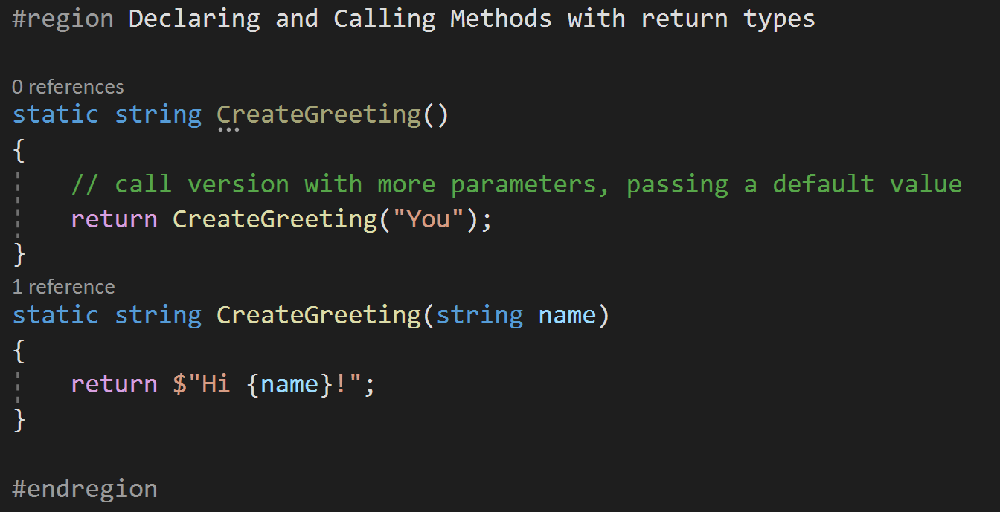 #region Declaring and Calling Methods with return types
0 references
static string CreateGreeting()
{
    // call version with more parameters, passing a default value
    return CreateGreeting("You");
}
1 reference
static string CreateGreeting(string name)
{
    return $"Hi {name}!";
}
#endregion